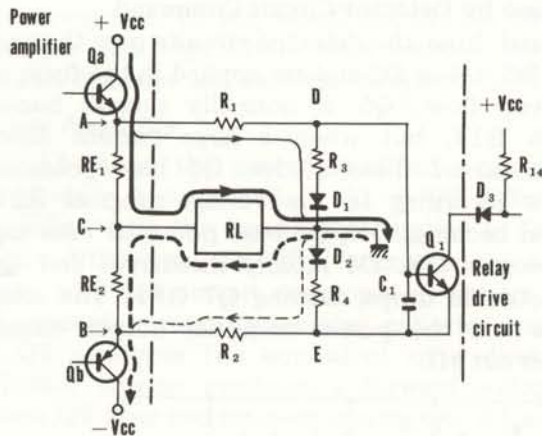 Power
amplifier
+ Vcc
Qa
A
R1
D
+Vcc
RE1
R3
R14
D1
D3
C
RL
Q1
D2
RE2
C1
R4
Relay
drive
circuit
B
R2
E
Qb
−Vcc